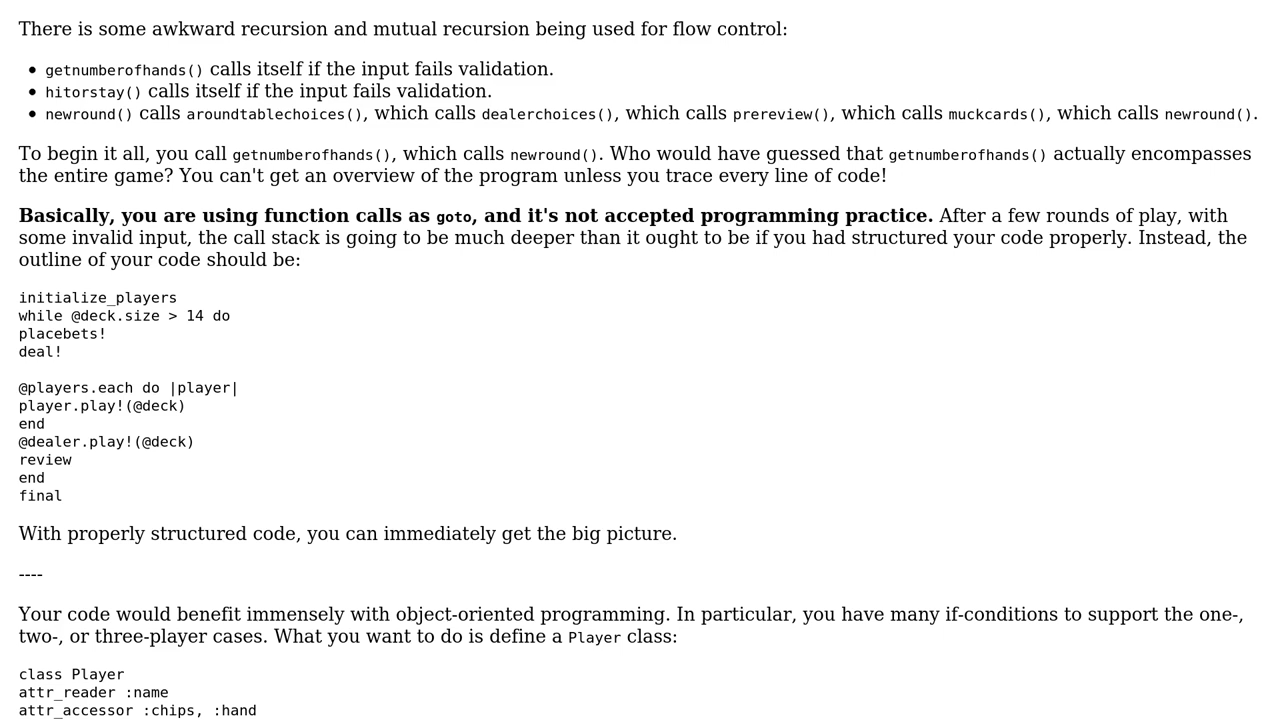 There is some awkward recursion and mutual recursion being used for flow control:
• getnumberofhands() calls itself if the input fails validation.
• hitorstay() calls itself if the input fails validation.
• newround() calls aroundtablechoices(), which calls dealerchoices(), which calls prereview(), which calls muckcards(), which calls newround().
To begin it all, you call getnumberofhands(), which calls newround(). Who would have guessed that getnumberofhands() actually encompasses
the entire game? You can't get an overview of the program unless you trace every line of code!
Basically, you are using function calls as goto, and it's not accepted programming practice. After a few rounds of play, with
some invalid input, the call stack is going to be much deeper than it ought to be if you had structured your code properly. Instead, the
outline of your code should be:
initialize_players
while @deck.size > 14 do
placebets!
deal!
@players.each do |player|
player.play!(@deck)
end
@dealer.play!(@deck)
review
end
final
With properly structured code, you can immediately get the big picture.
----
Your code would benefit immensely with object-oriented programming. In particular, you have many if-conditions to support the one-,
two-, or three-player cases. What you want to do is define a Player class:
class Player
attr_reader :name
attr_accessor :chips, :hand